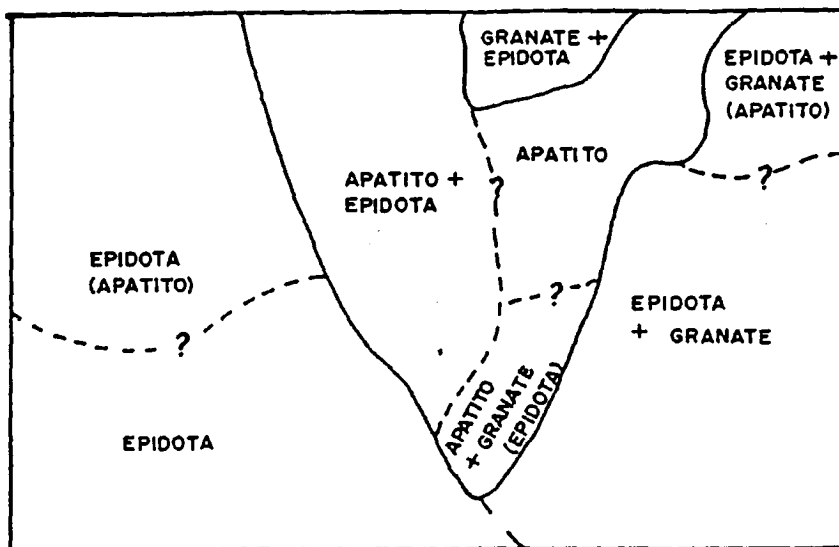 GRANATE +
EPIDOTA
EPIDOTA +
GRANATE
(APATITO)
APATITO
APATITO +
EPIDOTA
?
?
EPIDOTA
(APATITO)
?
?
EPIDOTA
+ GRANATE
APATITO
+ GRANATE
(EPIDOTA)
EPIDOTA